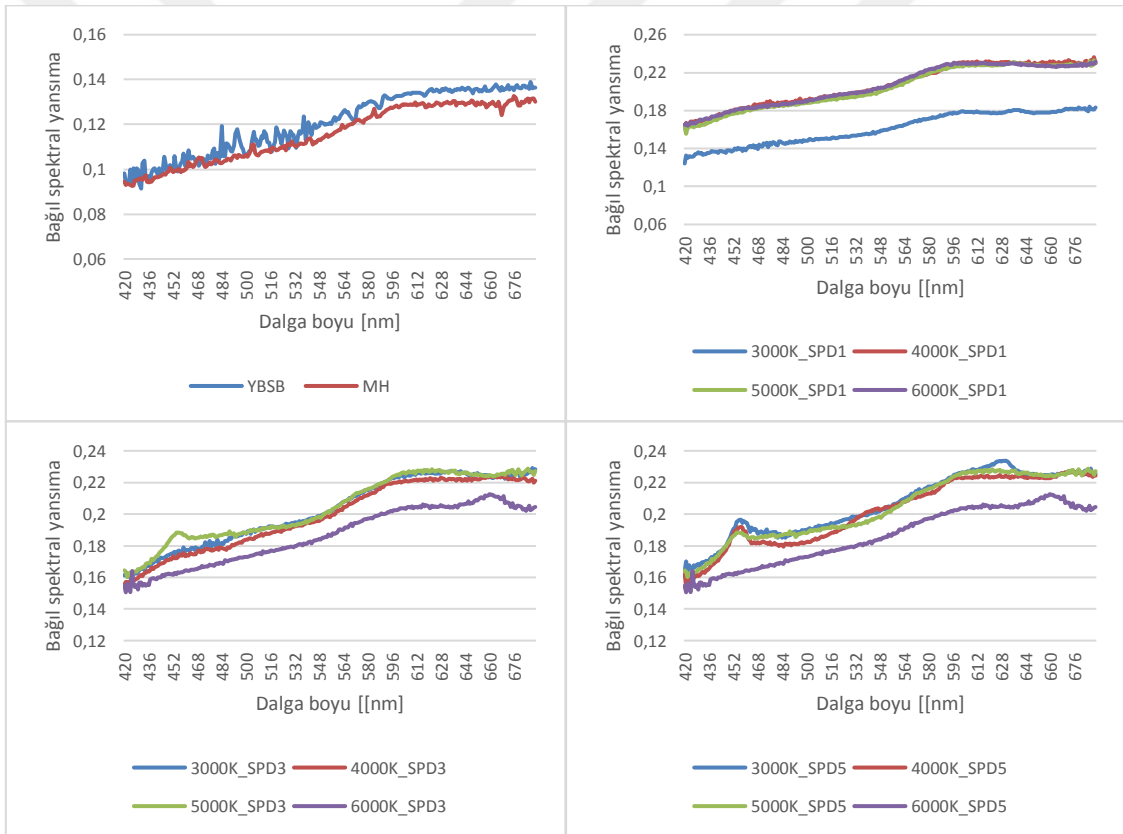 0,16
0,14
0,12
0,1
0,08
0,06
Bağıl spektral yansıma
420 436 452 468 484 500 516 532 548 564 580 596 612 628 644 660 676
Dalga boyu [nm]
YBSB MH
0,26
0,22
0,18
0,14
0,1
0,06
Bağıl spektral yansıma
420 436 452 468 484 500 516 532 548 564 580 596 612 628 644 660 676
Dalga boyu [[nm]
3000K_SPD1 4000K_SPD1
5000K_SPD1 6000K_SPD1
0,24
0,22
0,2
0,18
0,16
0,14
0,12
Bağıl spektral yansıma
420 436 452 468 484 500 516 532 548 564 580 596 612 628 644 660 676
Dalga boyu [[nm]
3000K_SPD3 4000K_SPD3
5000K_SPD3 6000K_SPD3
0,24
0,22
0,2
0,18
0,16
0,14
0,12
Bağıl spektral yansıma
420 436 452 468 484 500 516 532 548 564 580 596 612 628 644 660 676
Dalga boyu [[nm]
3000K_SPD5 4000K_SPD5
5000K_SPD5 6000K_SPD5